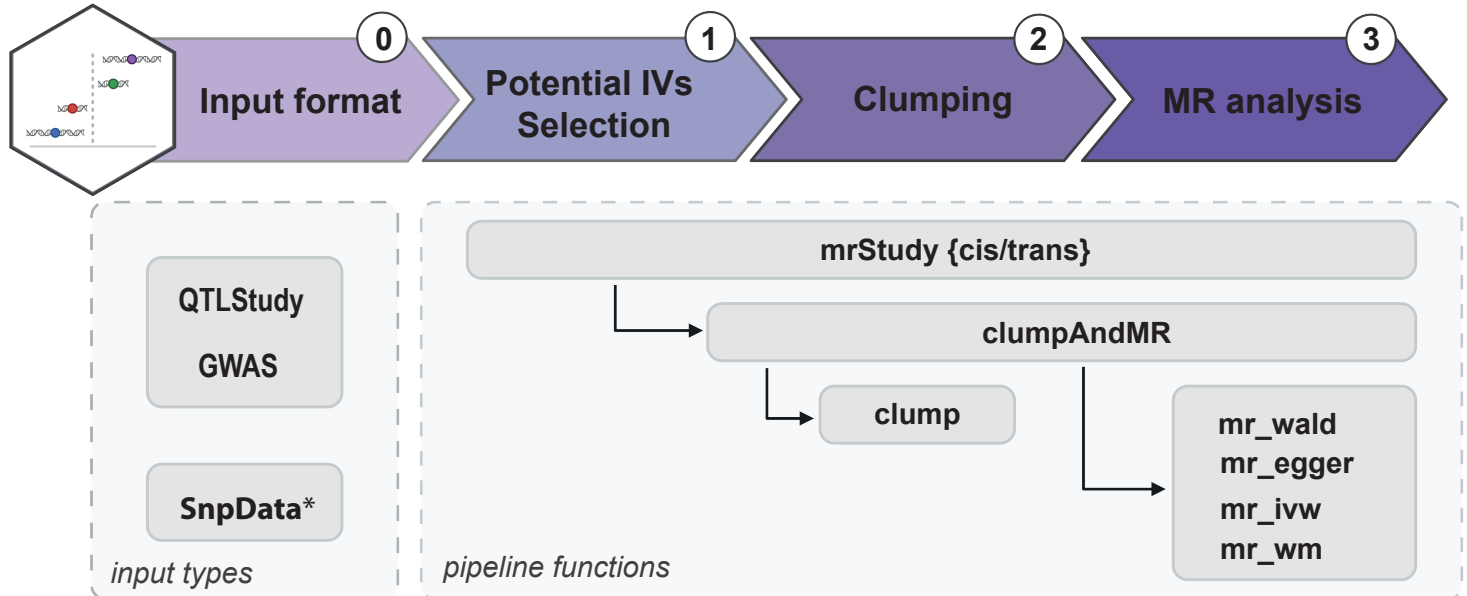 0
Input format
1
Potential IVs
Selection
2
Clumping
3
MR analysis
QTLStudy
GWAS
SnpData*
input types
mrStudy {cis/trans}
clumpAndMR
clump
mr_wald
mr_egger
mr_ivw
mr_wm
pipeline functions